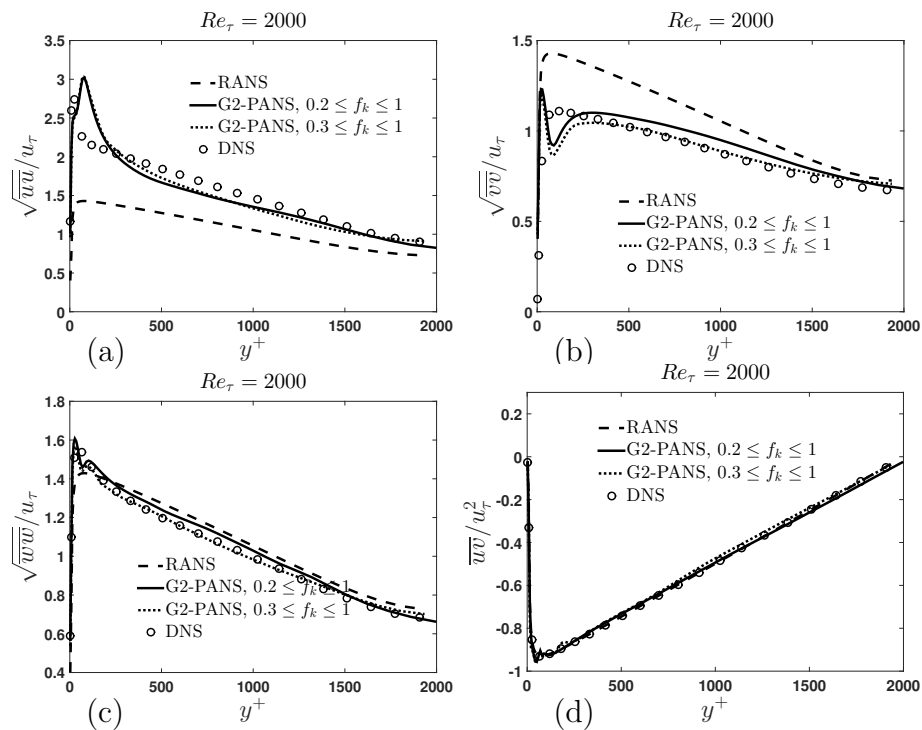 Re_τ = 2000
√uu/u_τ
3.5
3
2.5
2
1.5
1
0.5
0
RANS
G2-PANS, 0.2 ≤ f_k ≤ 1
G2-PANS, 0.3 ≤ f_k ≤ 1
DNS
0 500 1000 1500 2000
(a) y⁺
Re_τ = 2000
√vv/u_τ
1.5
1
0.5
0
RANS
G2-PANS, 0.2 ≤ f_k ≤ 1
G2-PANS, 0.3 ≤ f_k ≤ 1
DNS
0 500 1000 1500 2000
y⁺ (b)
Re_τ = 2000
√ww/u_τ
1.8
1.6
1.4
1.2
1
0.8
0.6
0.4
RANS
G2-PANS, 0.2 ≤ f_k ≤ 1
G2-PANS, 0.3 ≤ f_k ≤ 1
DNS
0 500 1000 1500 2000
(c) y⁺
Re_τ = 2000
uv/u_τ²
0.2
0
-0.2
-0.4
-0.6
-0.8
-1
RANS
G2-PANS, 0.2 ≤ f_k ≤ 1
G2-PANS, 0.3 ≤ f_k ≤ 1
DNS
0 500 1000 1500 2000
y⁺ (d)